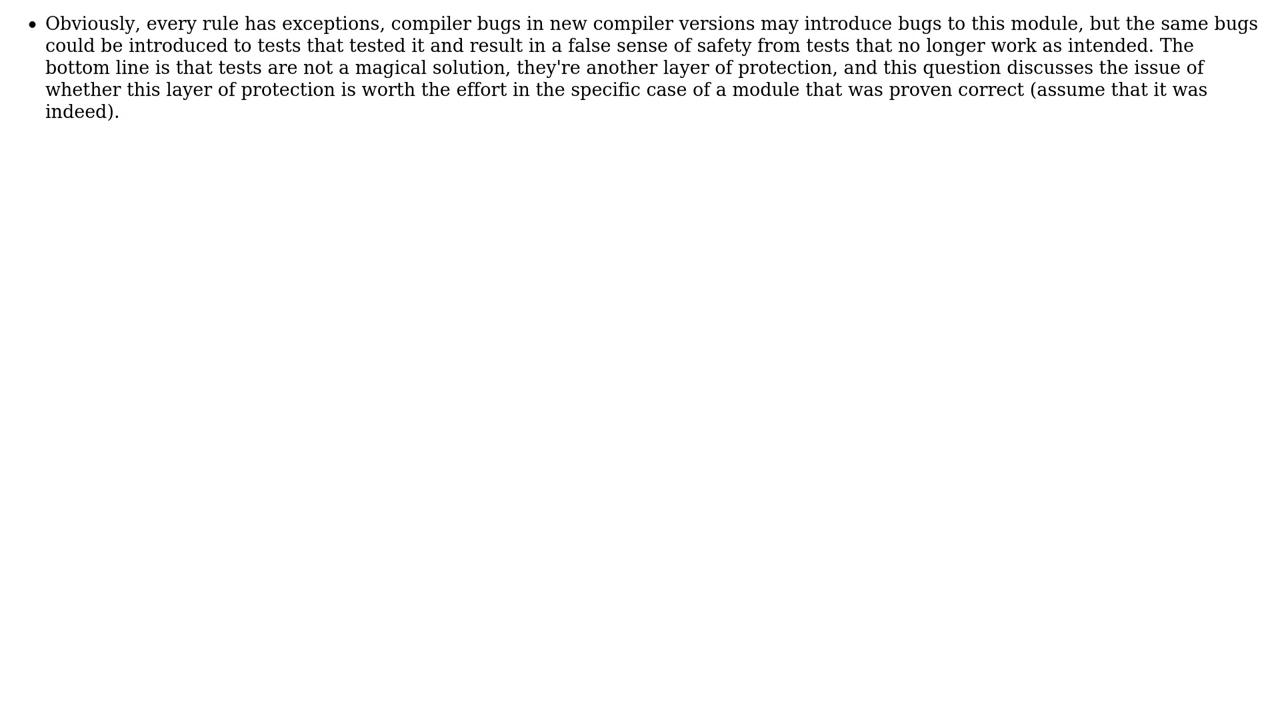 • Obviously, every rule has exceptions, compiler bugs in new compiler versions may introduce bugs to this module, but the same bugs
could be introduced to tests that tested it and result in a false sense of safety from tests that no longer work as intended. The
bottom line is that tests are not a magical solution, they're another layer of protection, and this question discusses the issue of
whether this layer of protection is worth the effort in the specific case of a module that was proven correct (assume that it was
indeed).